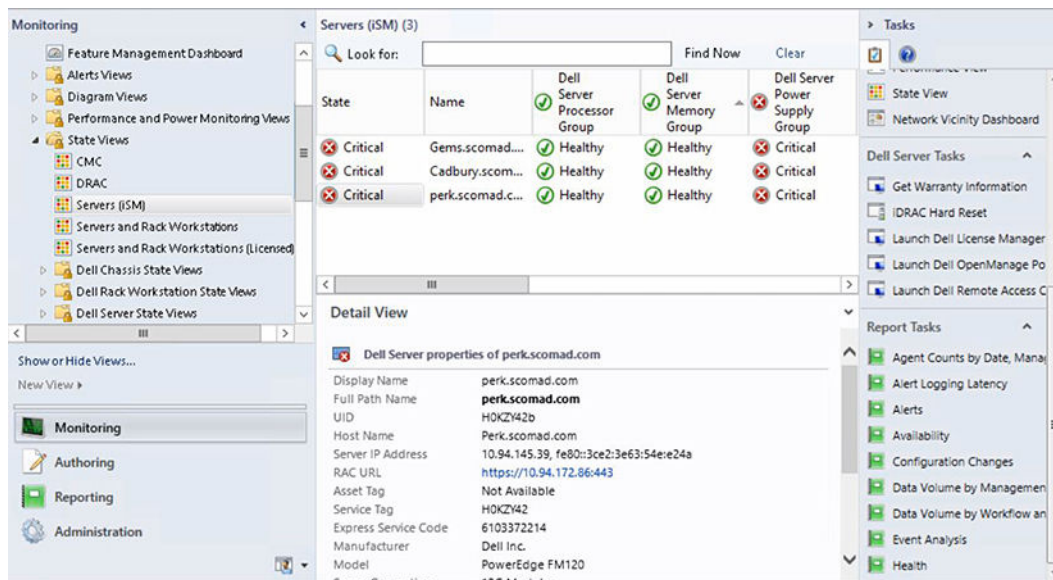 Monitoring
Feature Management Dashboard
Alerts Views
Diagram Views
Performance and Power Monitoring Views
State Views
CMC
DRAC
Servers (iSM)
Servers and Rack Workstations
Servers and Rack Workstations (Licensed)
Dell Chassis State Views
Dell Rack Workstation State Views
Dell Server State Views
Show or Hide Views...
New View
Monitoring
Authoring
Reporting
Administration
Servers (iSM) (3)
Look for: Find Now Clear
State Name Dell Server Processor Group Dell Server Memory Group Dell Server Power Supply Group
Critical Gems.scomad.... Healthy Healthy Critical
Critical Cadbury.scom... Healthy Healthy Critical
Critical perk.scomad.c... Healthy Healthy Critical
Detail View
Dell Server properties of perk.scomad.com
Display Name perk.scomad.com
Full Path Name perk.scomad.com
UID H0KZY42b
Host Name Perk.scomad.com
Server IP Address 10.94.145.39, fe80::3ce2:3e63:54e:e24a
RAC URL https://10.94.172.86:443
Asset Tag Not Available
Service Tag H0KZY42
Express Service Code 6103372214
Manufacturer Dell Inc.
Model PowerEdge FM120
Tasks
State View
Network Vicinity Dashboard
Dell Server Tasks
Get Warranty Information
iDRAC Hard Reset
Launch Dell License Manager
Launch Dell OpenManage Po
Launch Dell Remote Access C
Report Tasks
Agent Counts by Date, Mana
Alert Logging Latency
Alerts
Availability
Configuration Changes
Data Volume by Managemen
Data Volume by Workflow an
Event Analysis
Health